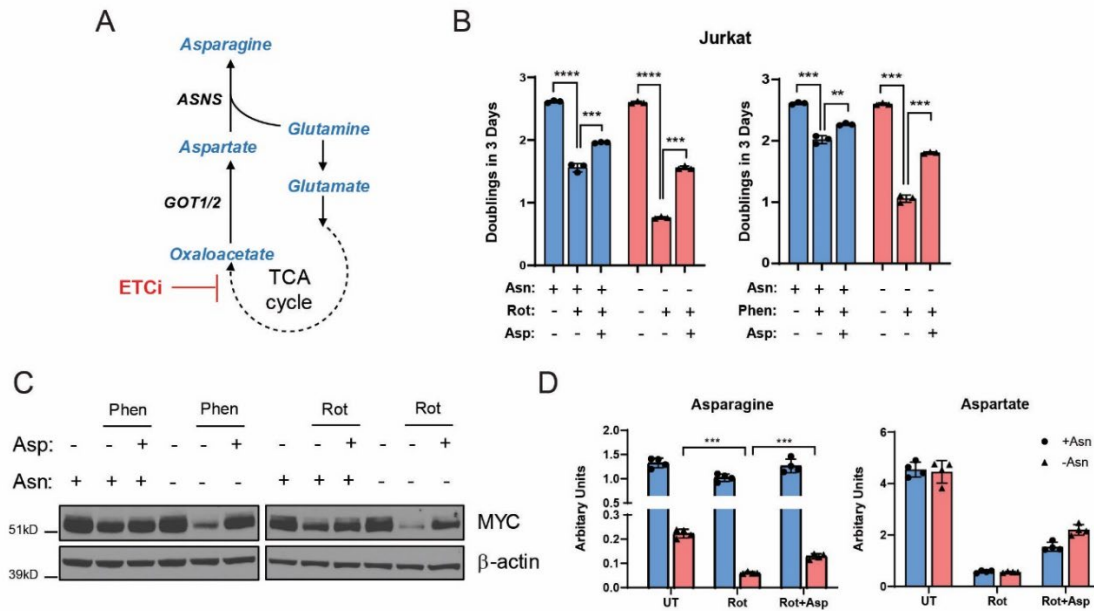 A
Asparagine
ASNS
Glutamine
Aspartate
Glutamate
GOT1/2
Oxaloacetate
ETCi
TCA
cycle
B
Jurkat
**** *** **** ***
Doublings in 3 Days
3
2
1
0
Asn: + + + - - -
Rot: - + + - + +
Asp: - - + - - +
*** ** *** ***
Doublings in 3 Days
3
2
1
0
Asn: + + + - - -
Phen: - + + - + +
Asp: - - + - - +
C
Phen Phen Rot Rot
Asp: - - + - - + - - + - - +
Asn: + + + - - - + + + - - -
51kD
MYC
39kD
β-actin
D
Asparagine
*** ***
Arbitary Units
1.5
1.0
0.5
0.2
0.1
0.0
UT Rot Rot+Asp
Aspartate
Arbitary Units
6
4
2
0
UT Rot Rot+Asp
+Asn
-Asn